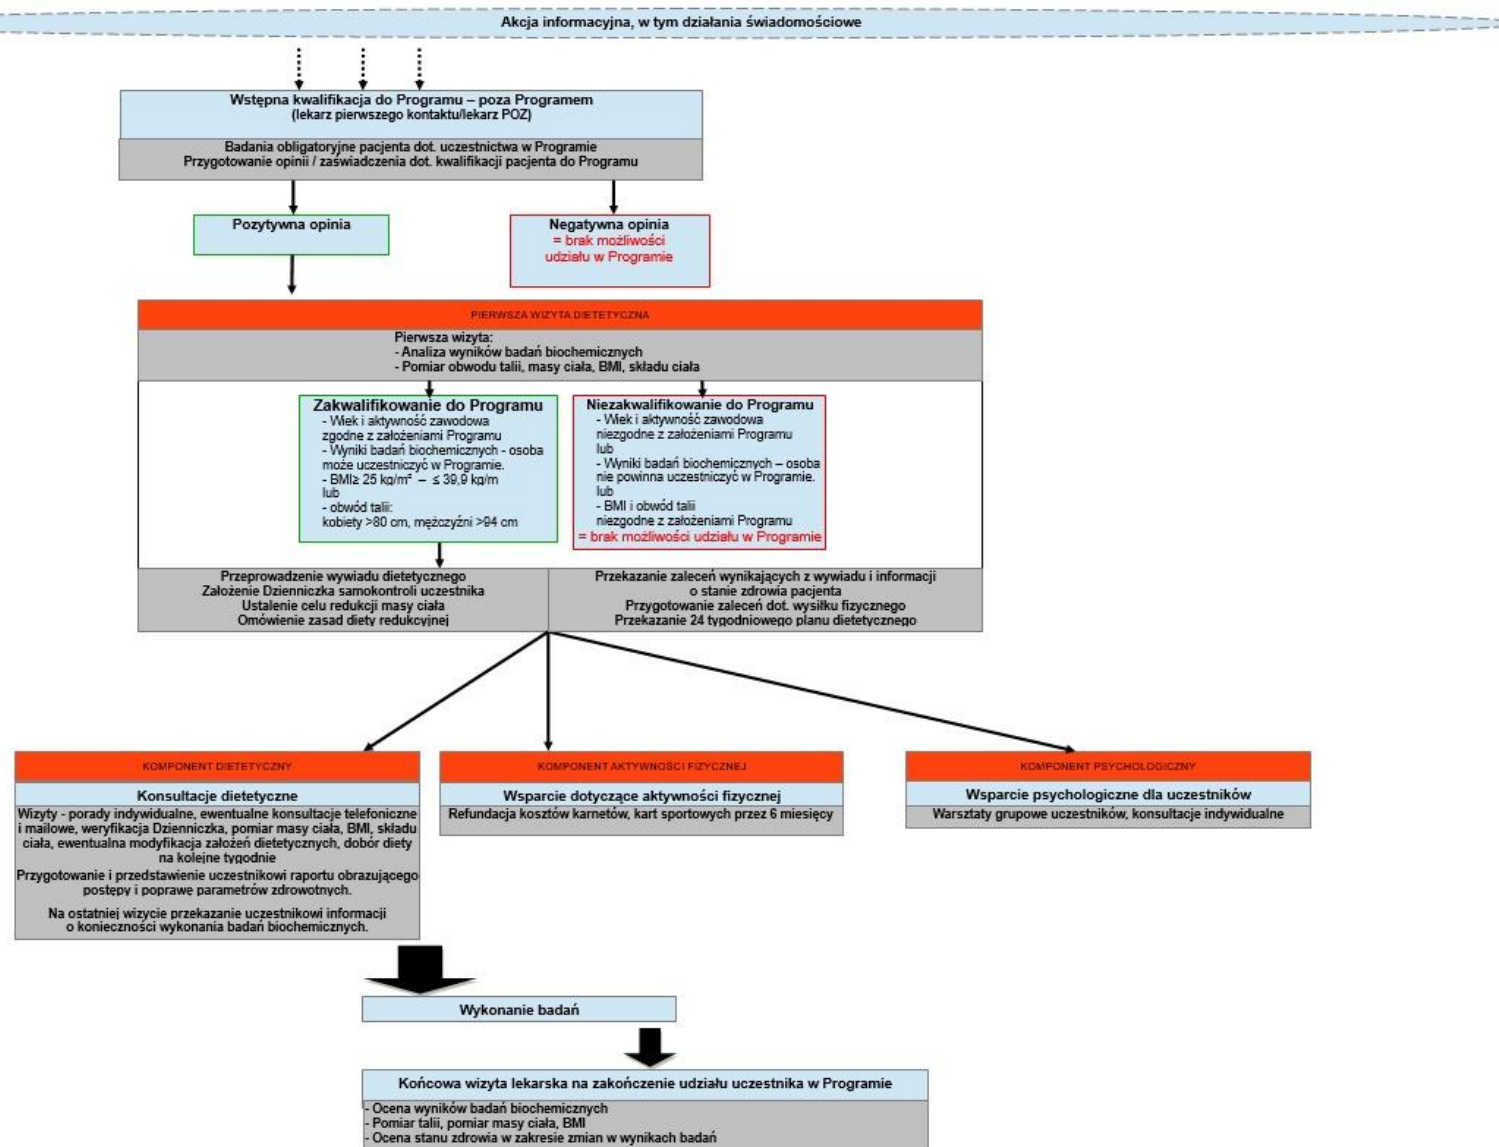 Akcja informacyjna, w tym działania świadomościowe
Wstępna kwalifikacja do Programu – poza Programem
(lekarz pierwszego kontaktu/lekarz POZ)
Badania obligatoryjne pacjenta dot. uczestnictwa w Programie
Przygotowanie opinii / zaświadczenia dot. kwalifikacji pacjenta do Programu
Pozytywna opinia
Negatywna opinia
= brak możliwości
udziału w Programie
PIERWSZA WIZYTA DIETETYCZNA
Pierwsza wizyta:
- Analiza wyników badań biochemicznych
- Pomiar obwodu talii, masy ciała, BMI, składu ciała
Zakwalifikowanie do Programu
- Wiek i aktywność zawodowa
zgodne z założeniami Programu
- Wyniki badań biochemicznych - osoba
może uczestniczyć w Programie.
- BMI≥ 25 kg/m² – ≤ 39,9 kg/m
lub
- obwód talii:
kobiety >80 cm, mężczyźni >94 cm
Niezakwalifikowanie do Programu
- Wiek i aktywność zawodowa
niezgodne z założeniami Programu
lub
- Wyniki badań biochemicznych – osoba
nie powinna uczestniczyć w Programie.
lub
- BMI i obwód talii
niezgodne z założeniami Programu
= brak możliwości udziału w Programie
Przeprowadzenie wywiadu dietetycznego
Założenie Dzienniczka samokontroli uczestnika
Ustalenie celu redukcji masy ciała
Omówienie zasad diety redukcyjnej
Przekazanie zaleceń wynikających z wywiadu i informacji
o stanie zdrowia pacjenta
Przygotowanie zaleceń dot. wysiłku fizycznego
Przekazanie 24 tygodniowego planu dietetycznego
KOMPONENT DIETETYCZNY
Konsultacje dietetyczne
Wizyty - porady indywidualne, ewentualne konsultacje telefoniczne
i mailowe, weryfikacja Dzienniczka, pomiar masy ciała, BMI, składu
ciała, ewentualna modyfikacja założeń dietetycznych, dobór diety
na kolejne tygodnie
Przygotowanie i przedstawienie uczestnikowi raportu obrazującego
postępy i poprawę parametrów zdrowotnych.
Na ostatniej wizycie przekazanie uczestnikowi informacji
o konieczności wykonania badań biochemicznych.
KOMPONENT AKTYWNOŚCI FIZYCZNEJ
Wsparcie dotyczące aktywności fizycznej
Refundacja kosztów karnetów, kart sportowych przez 6 miesięcy
KOMPONENT PSYCHOLOGICZNY
Wsparcie psychologiczne dla uczestników
Warsztaty grupowe uczestników, konsultacje indywidualne
Wykonanie badań
Końcowa wizyta lekarska na zakończenie udziału uczestnika w Programie
- Ocena wyników badań biochemicznych
- Pomiar talii, pomiar masy ciała, BMI
- Ocena stanu zdrowia w zakresie zmian w wynikach badań